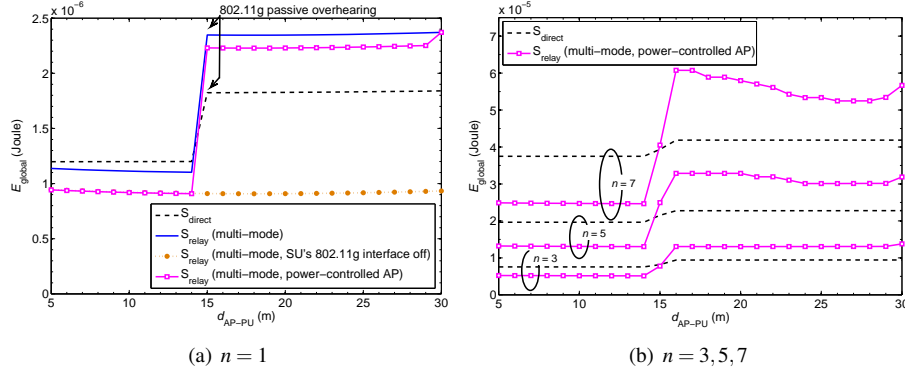 802.11g passive overhearing
x 10⁻⁶
2.5
2
1.5
1
0.5
0
E_global (Joule)
S_direct
S_relay (multi−mode)
S_relay (multi−mode, SU's 802.11g interface off)
S_relay (multi−mode, power−controlled AP)
5 10 15 20 25 30
d_AP−PU (m)
(a) n = 1
x 10⁻⁵
7
6
5
4
3
2
1
0
E_global (Joule)
S_direct
S_relay (multi−mode, power−controlled AP)
n = 7
n = 5
n = 3
5 10 15 20 25 30
d_AP−PU (m)
(b) n = 3,5,7